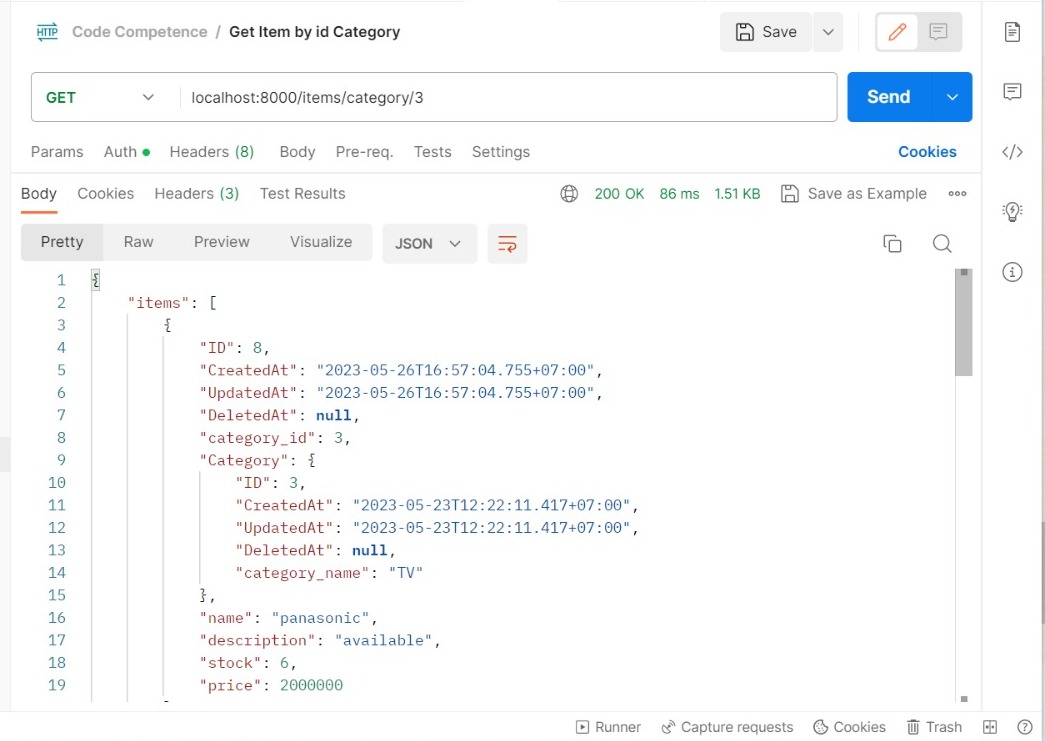 HTTP Code Competence / Get Item by id Category Save
GET localhost:8000/items/category/3 Send
Params Auth Headers (8) Body Pre-req. Tests Settings Cookies
Body Cookies Headers (3) Test Results 200 OK 86 ms 1.51 KB Save as Example
Pretty Raw Preview Visualize JSON
1 {
2 "items": [
3 {
4 "ID": 8,
5 "CreatedAt": "2023-05-26T16:57:04.755+07:00",
6 "UpdatedAt": "2023-05-26T16:57:04.755+07:00",
7 "DeletedAt": null,
8 "category_id": 3,
9 "Category": {
10 "ID": 3,
11 "CreatedAt": "2023-05-23T12:22:11.417+07:00",
12 "UpdatedAt": "2023-05-23T12:22:11.417+07:00",
13 "DeletedAt": null,
14 "category_name": "TV"
15 },
16 "name": "panasonic",
17 "description": "available",
18 "stock": 6,
19 "price": 2000000
Runner Capture requests Cookies Trash